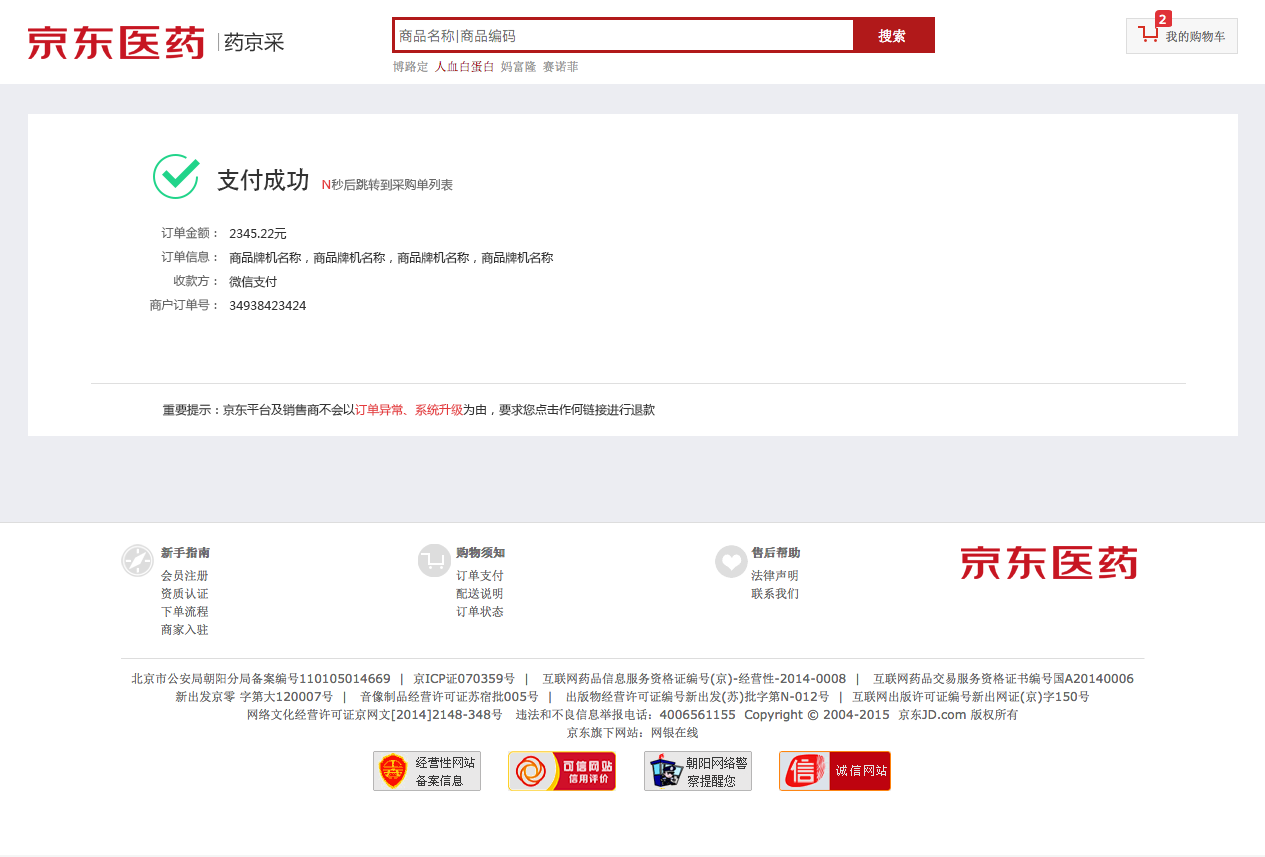 京东医药 | 药京采
商品名称|商品编码
搜索
2
我的购物车
博路定 人血白蛋白 妈富隆 赛诺菲
支付成功 N秒后跳转到采购单列表
订单金额： 2345.22元
订单信息： 商品牌机名称，商品牌机名称，商品牌机名称，商品牌机名称
收款方： 微信支付
商户订单号： 34938423424
重要提示：京东平台及销售商不会以订单异常、系统升级为由，要求您点击作何链接进行退款
新手指南
会员注册
资质认证
下单流程
商家入驻
购物须知
订单支付
配送说明
订单状态
售后帮助
法律声明
联系我们
京东医药
北京市公安局朝阳分局备案编号110105014669 | 京ICP证070359号 | 互联网药品信息服务资格证编号(京)-经营性-2014-0008 | 互联网药品交易服务资格证书编号国A20140006
新出发京零 字第大120007号 | 音像制品经营许可证苏宿批005号 | 出版物经营许可证编号新出发(苏)批字第N-012号 | 互联网出版许可证编号新出网证(京)字150号
网络文化经营许可证京网文[2014]2148-348号 违法和不良信息举报电话：4006561155 Copyright © 2004-2015 京东JD.com 版权所有
京东旗下网站：网银在线
经营性网站
备案信息
可信网站
信用评价
朝阳网络警
察提醒您
信
诚信网站